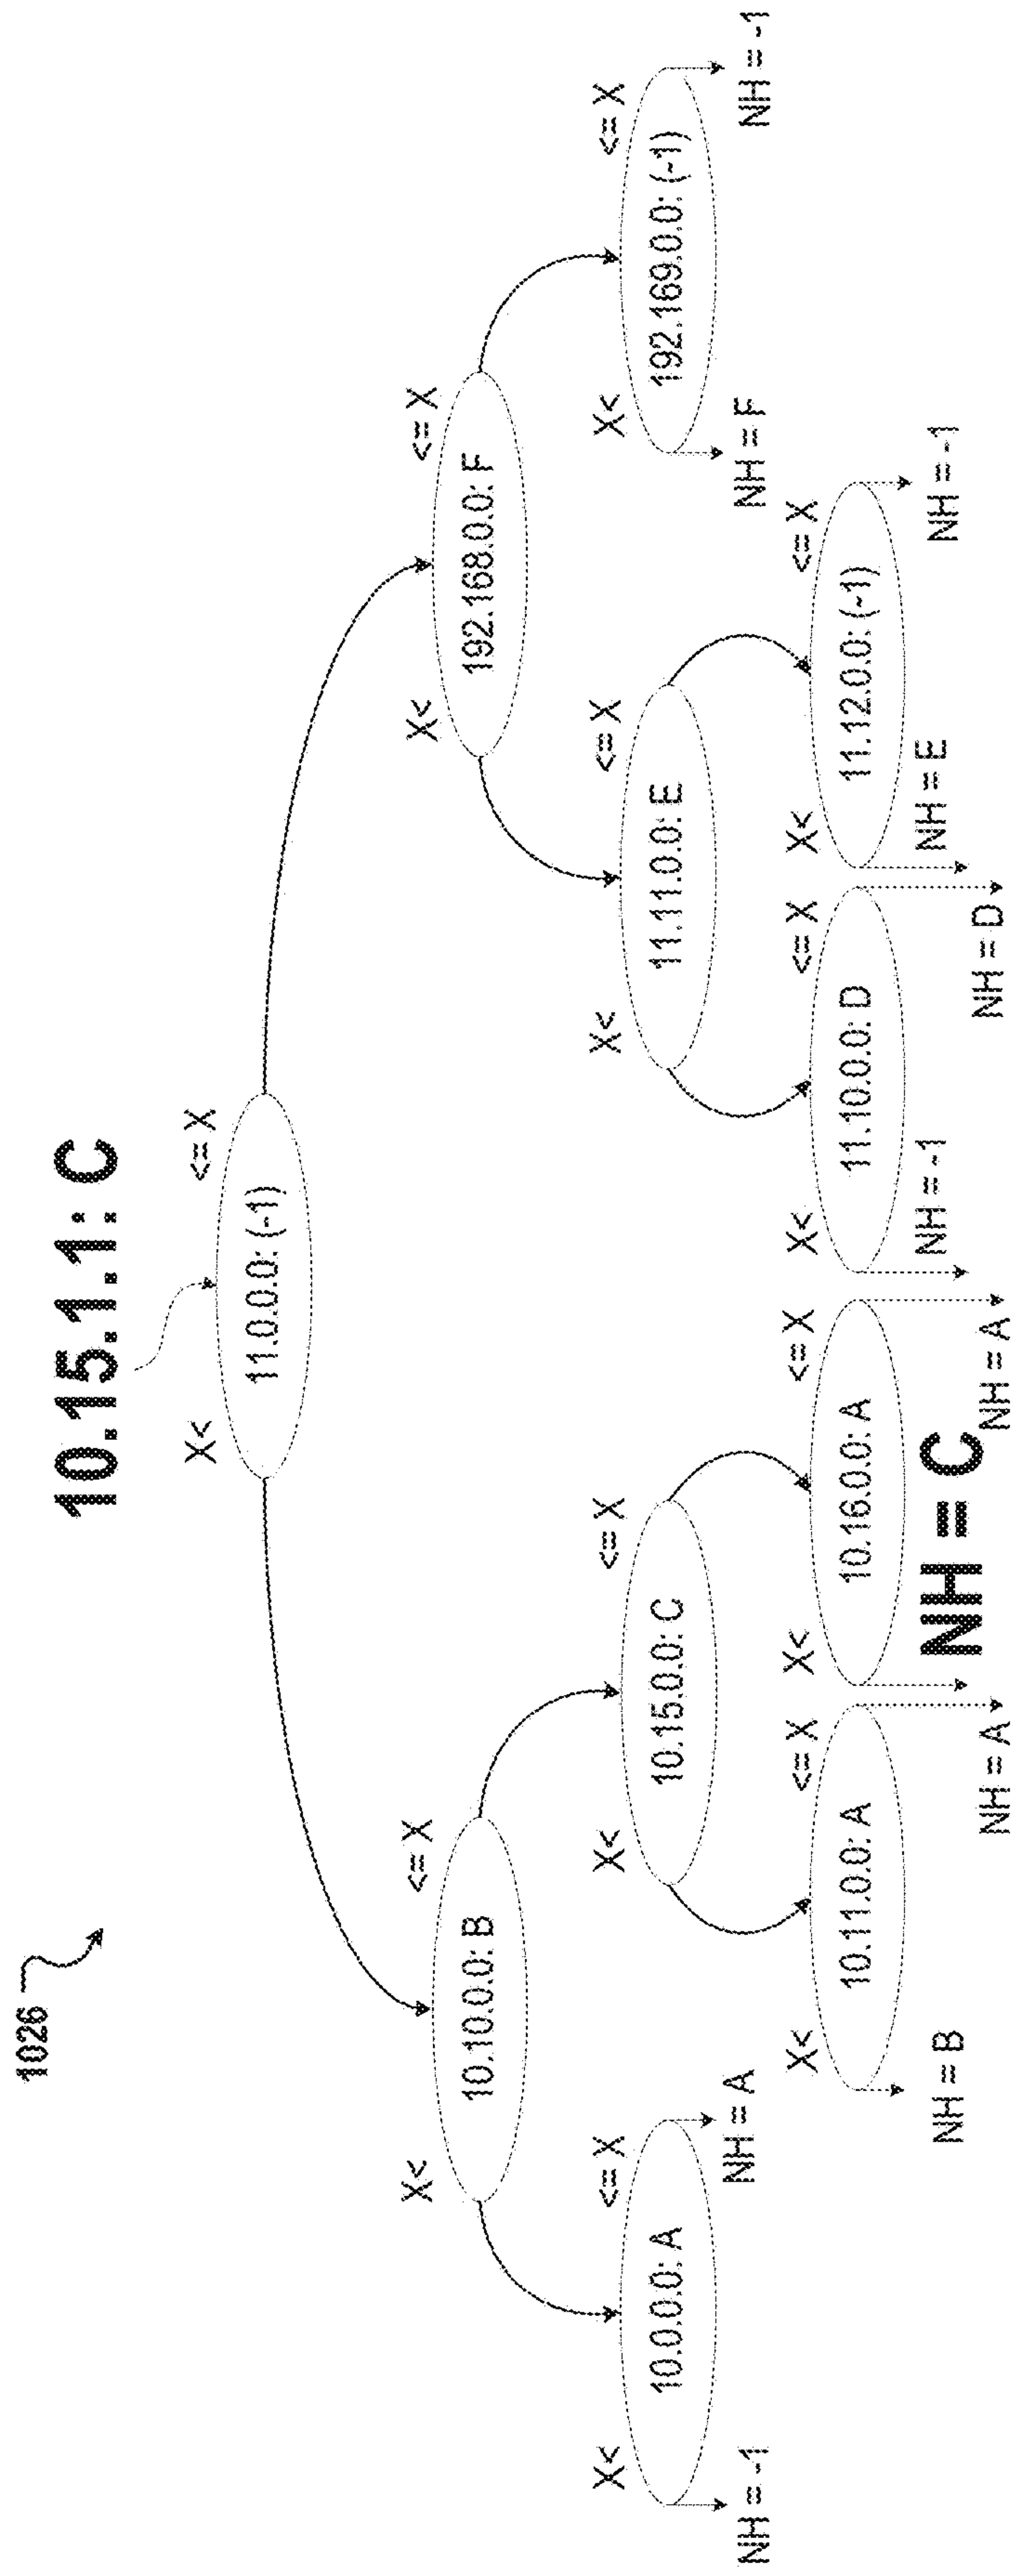 1026
10.15.1.1: C
X<
<= X
11.0.0.0: (-1)
X<
<= X
X<
<= X
10.10.0.0: B
192.168.0.0: F
X<
<= X
X<
<= X
X<
<= X
X<
<= X
10.0.0.0: A
10.15.0.0: C
11.11.0.0: E
192.169.0.0: (-1)
NH = -1
NH = A
NH = F
NH = -1
X<
<= X
X<
<= X
X<
<= X
X<
<= X
10.11.0.0: A
10.16.0.0: A
11.10.0.0: D
11.12.0.0: (-1)
NH = B
NH = C
NH = -1
NH = E
NH = -1
NH = A
NH = A
NH = D